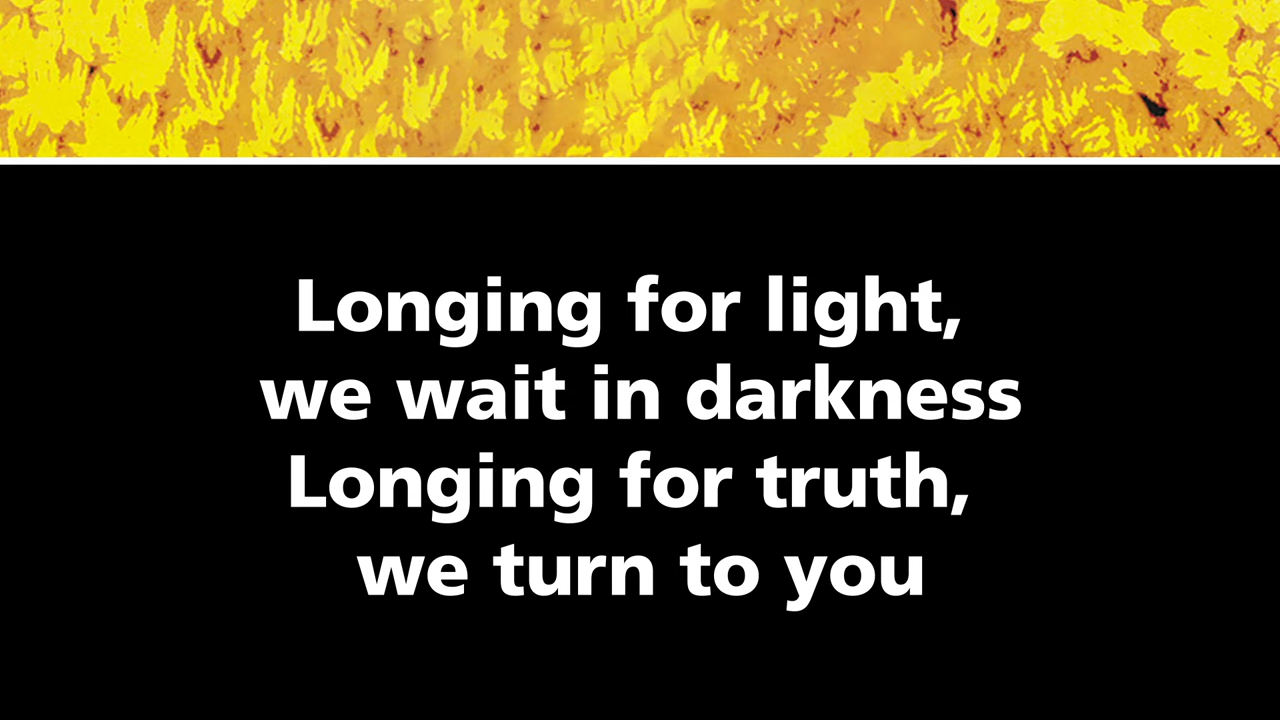 Longing for light,
we wait in darkness
Longing for truth,
we turn to you